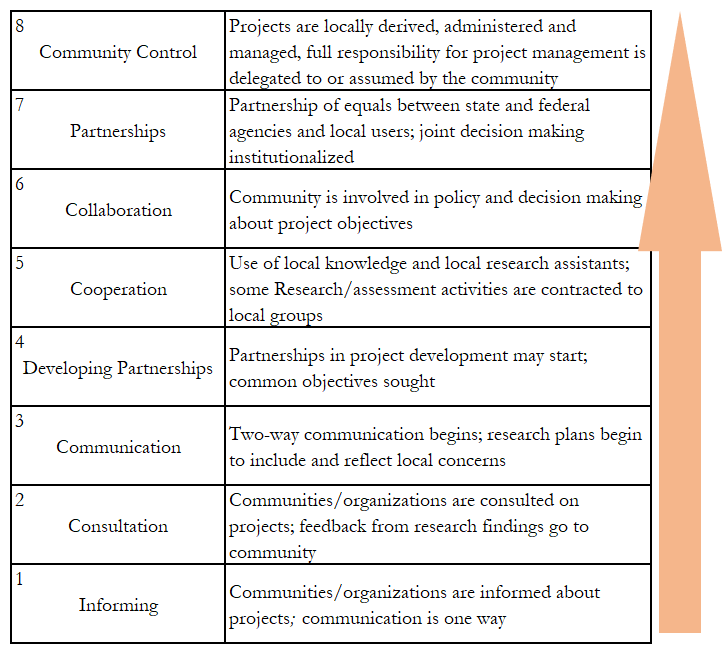 8
Community Control
Projects are locally derived, administered and
managed, full responsibility for project management is
delegated to or assumed by the community
7
Partnerships
Partnership of equals between state and federal
agencies and local users; joint decision making
institutionalized
6
Collaboration
Community is involved in policy and decision making
about project objectives
5
Cooperation
Use of local knowledge and local research assistants;
some Research/assessment activities are contracted to
local groups
4
Developing Partnerships
Partnerships in project development may start;
common objectives sought
3
Communication
Two-way communication begins; research plans begin
to include and reflect local concerns
2
Consultation
Communities/organizations are consulted on
projects; feedback from research findings go to
community
1
Informing
Communities/organizations are informed about
projects; communication is one way